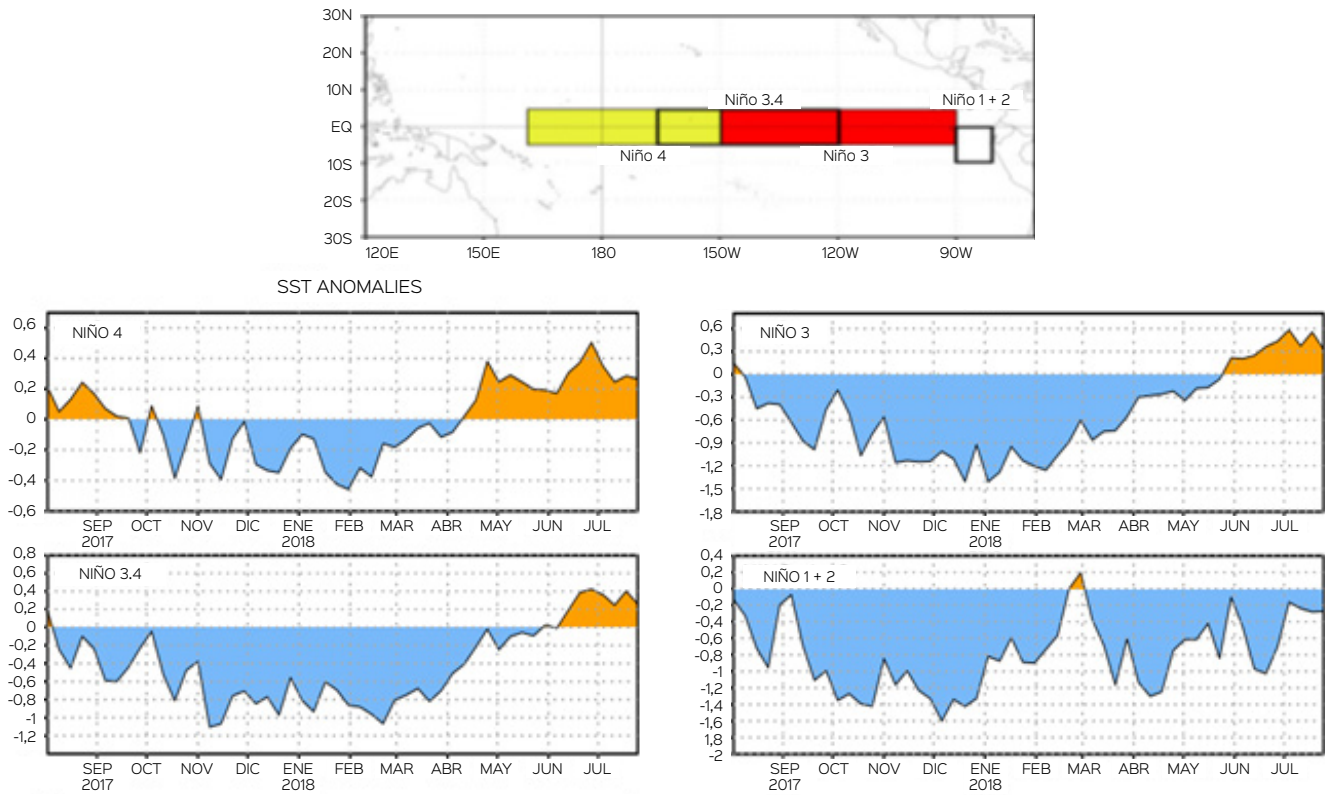 30N
20N
10N
EQ
10S
20S
30S
Niño 3.4
Niño 1 + 2
Niño 4
Niño 3
120E 150E 180 150W 120W 90W
SST ANOMALIES
NIÑO 4
0,6
0,4
0,2
0
-0,2
-0,4
-0,6
SEP OCT NOV DIC ENE FEB MAR ABR MAY JUN JUL
2017 2018
NIÑO 3
0,6
0,3
0
-0,3
-0,6
-0,9
-1,2
-1,5
-1,8
SEP OCT NOV DIC ENE FEB MAR ABR MAY JUN JUL
2017 2018
NIÑO 3.4
0,8
0,6
0,4
0,2
0
-0,2
-0,4
-0,6
-0,8
-1
-1,2
SEP OCT NOV DIC ENE FEB MAR ABR MAY JUN JUL
2017 2018
NIÑO 1 + 2
0,4
0,2
0
-0,2
-0,4
-0,6
-0,8
-1
-1,2
-1,4
-1,6
-1,8
-2
SEP OCT NOV DIC ENE FEB MAR ABR MAY JUN JUL
2017 2018